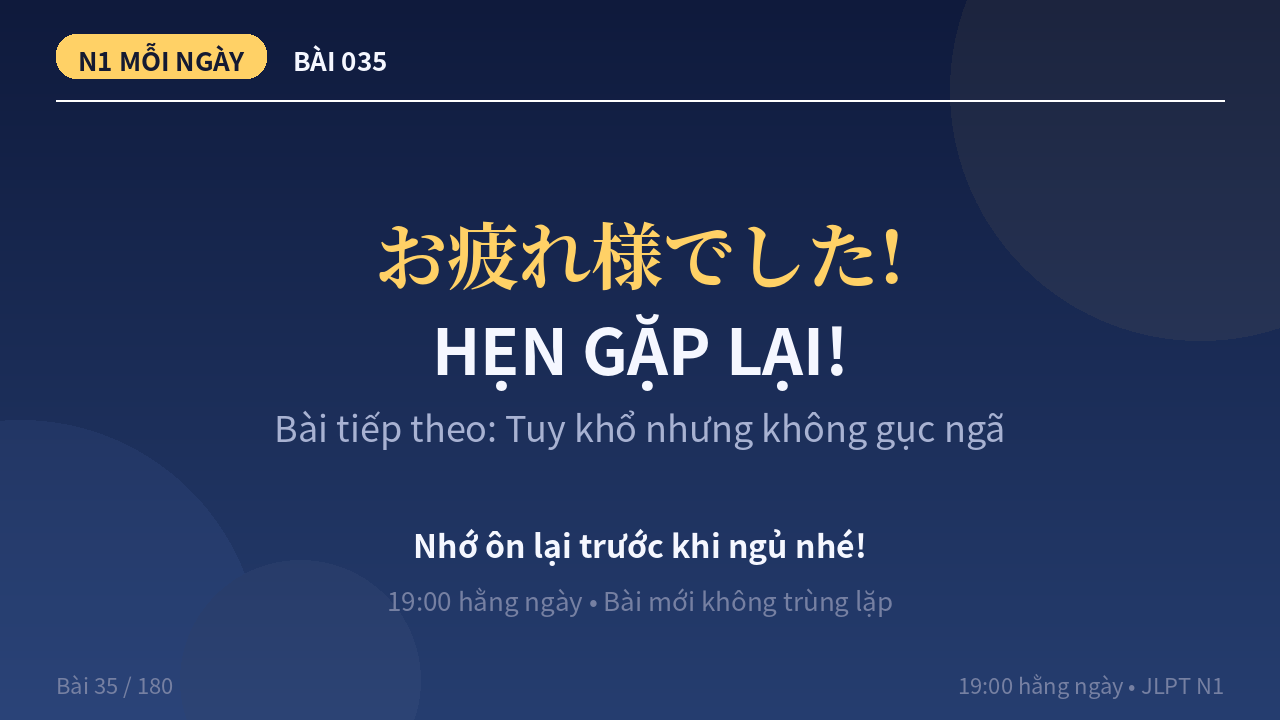 N1 MỖI NGÀY
BÀI 035
お疲れ様でした!
HẸN GẶP LẠI!
Bài tiếp theo: Tuy khổ nhưng không gục ngã
Nhớ ôn lại trước khi ngủ nhé!
19:00 hằng ngày • Bài mới không trùng lặp
Bài 35 / 180
19:00 hằng ngày • JLPT N1